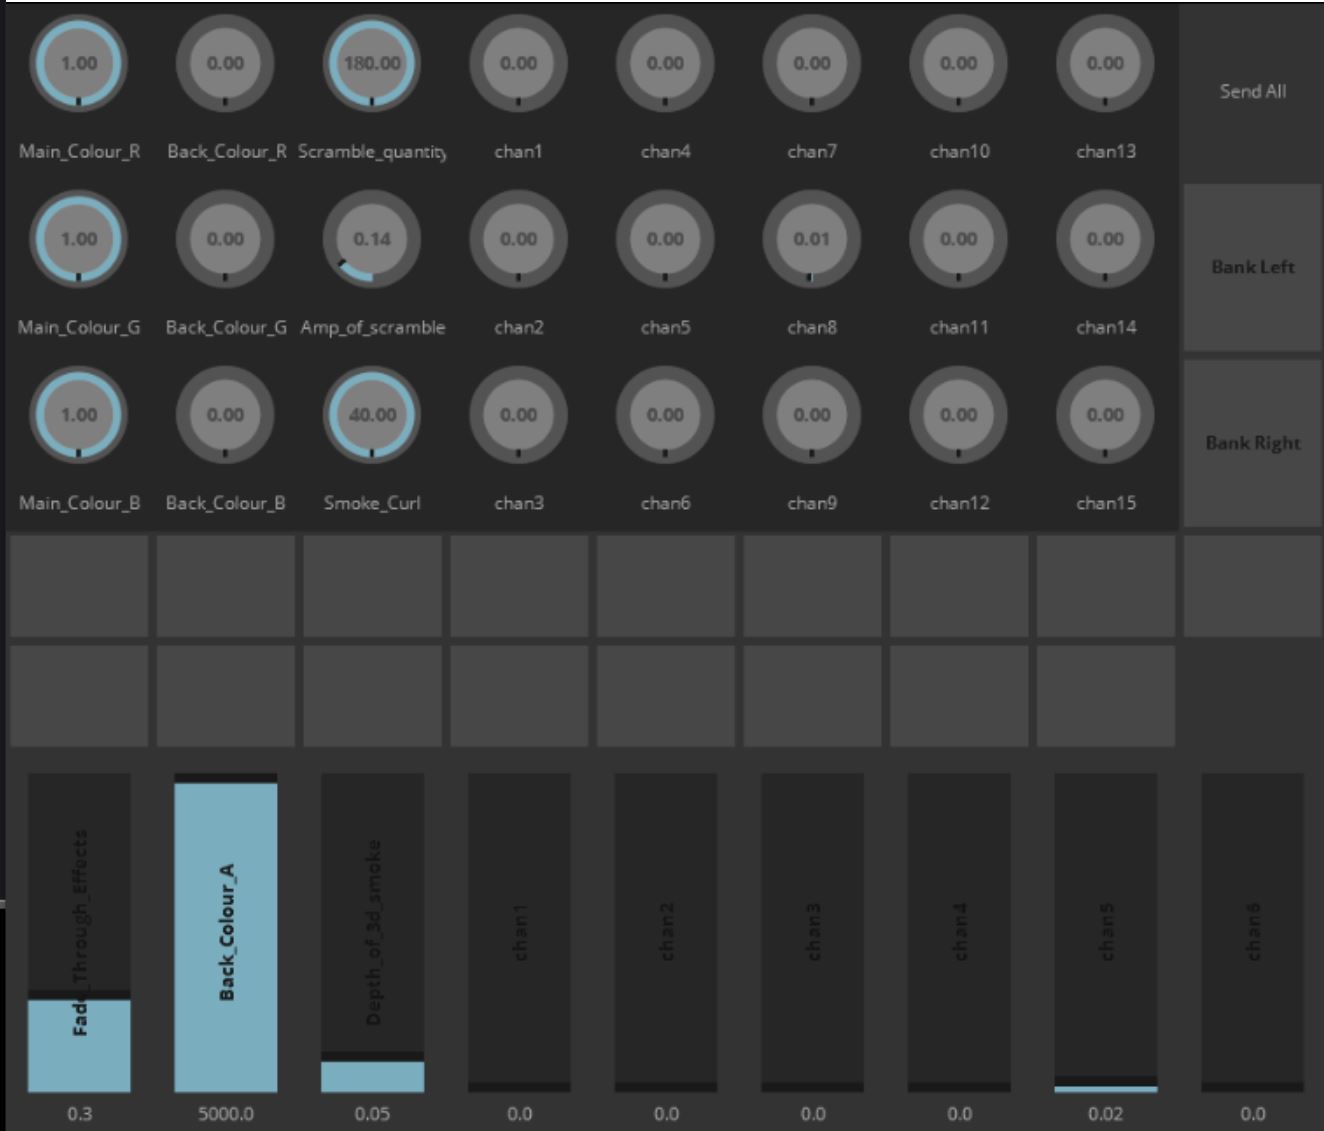 1.00 0.00 180.00 0.00 0.00 0.00 0.00 0.00
Send All
Main_Colour_R Back_Colour_R Scramble_quantity chan1 chan4 chan7 chan10 chan13
1.00 0.00 0.14 0.00 0.00 0.01 0.00 0.00
Bank Left
Main_Colour_G Back_Colour_G Amp_of_scramble chan2 chan5 chan8 chan11 chan14
1.00 0.00 40.00 0.00 0.00 0.00 0.00 0.00
Bank Right
Main_Colour_B Back_Colour_B Smoke_Curl chan3 chan6 chan9 chan12 chan15
Fade_Through_Effects
Back_Colour_A
Depth_of_3d_smoke
chan1
chan2
chan3
chan4
chan5
chan6
0.3 5000.0 0.05 0.0 0.0 0.0 0.0 0.02 0.0